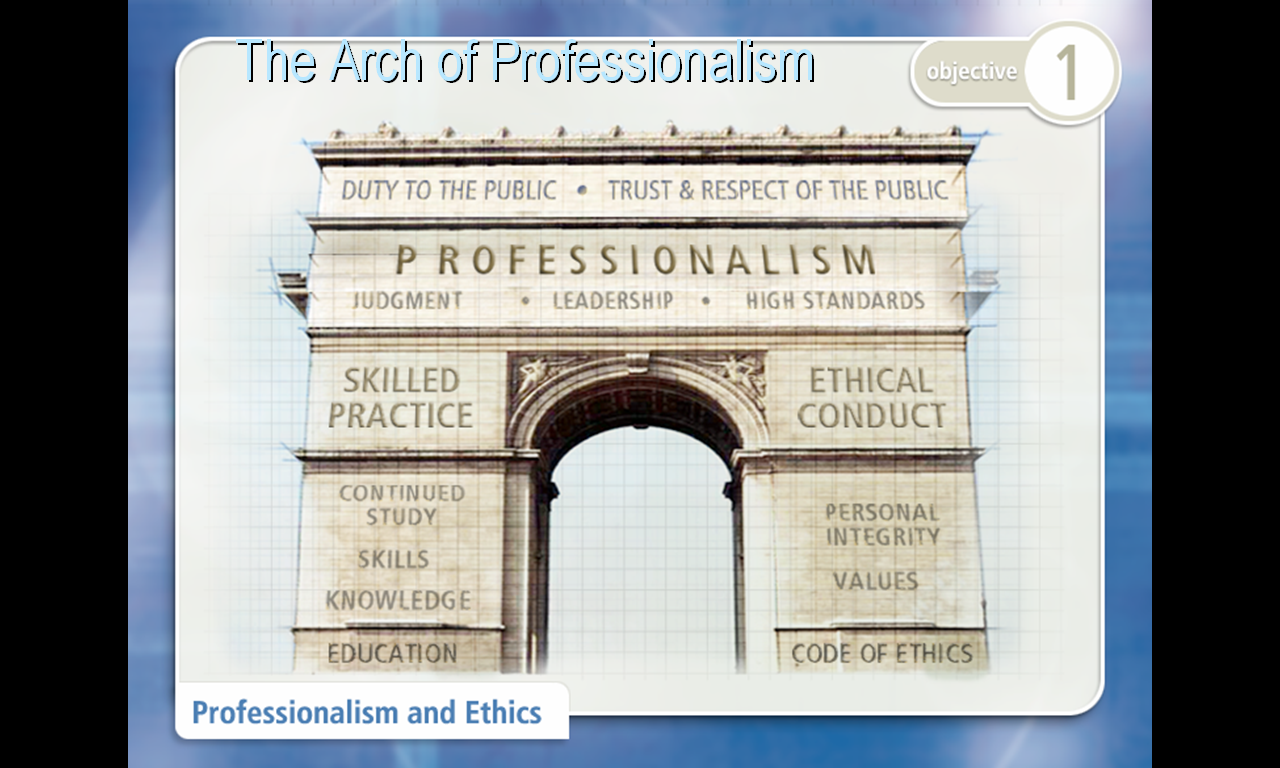 The Arch of Professionalism
objective 1
DUTY TO THE PUBLIC • TRUST & RESPECT OF THE PUBLIC
PROFESSIONALISM
JUDGMENT • LEADERSHIP • HIGH STANDARDS
SKILLED
PRACTICE
ETHICAL
CONDUCT
CONTINUED
STUDY
SKILLS
KNOWLEDGE
EDUCATION
PERSONAL
INTEGRITY
VALUES
CODE OF ETHICS
Professionalism and Ethics